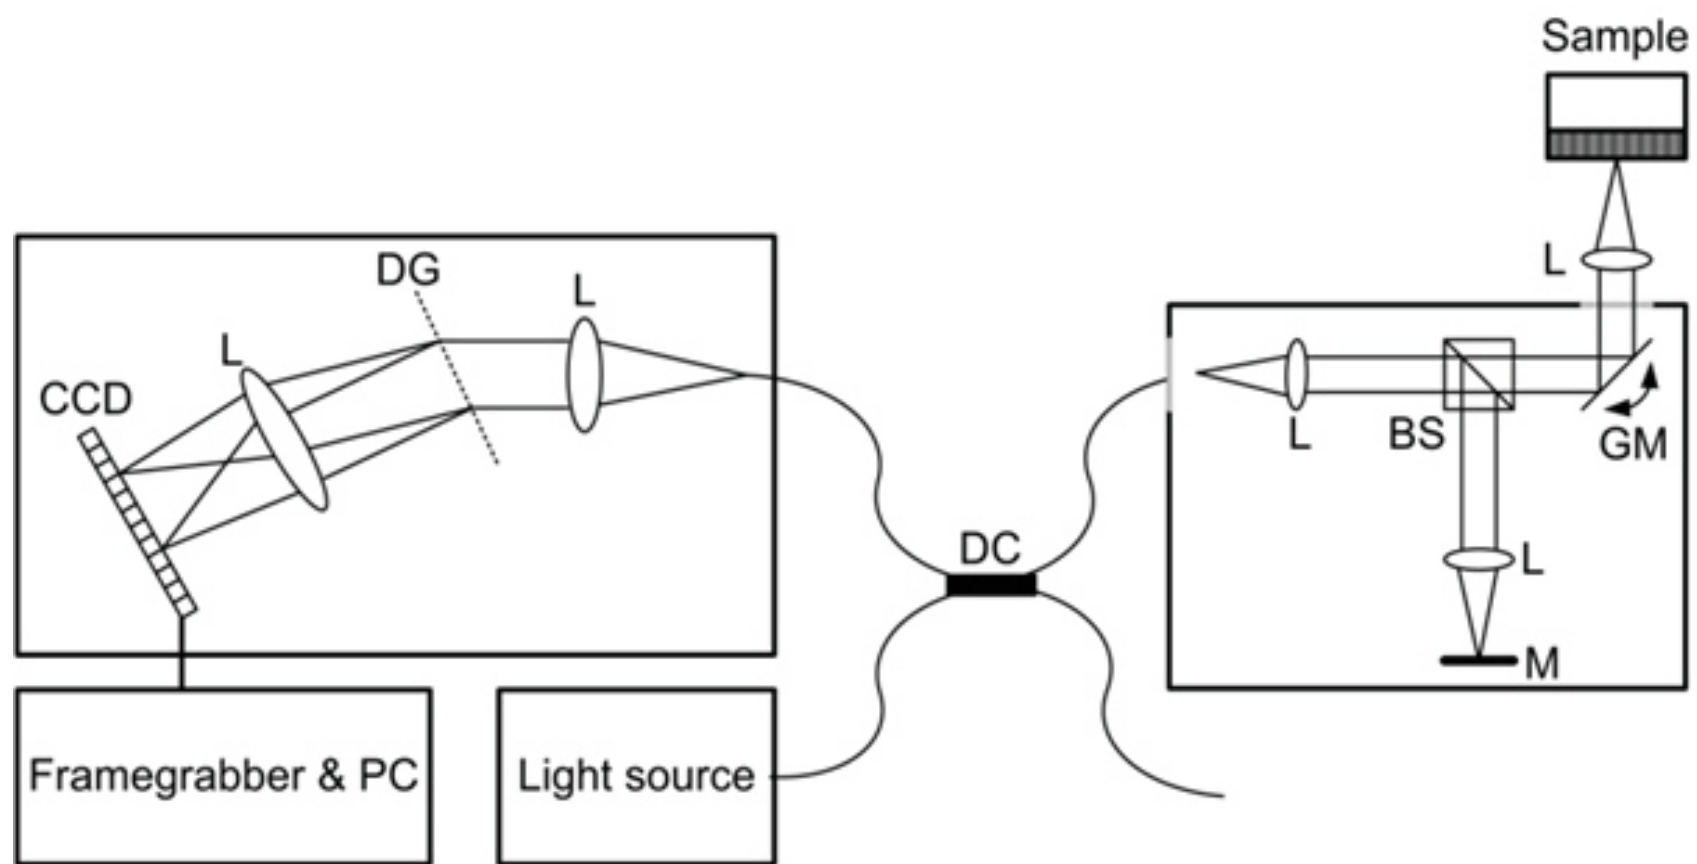 Sample
DG
L
L
L
CCD
L
BS
GM
DC
L
M
Framegrabber & PC
Light source